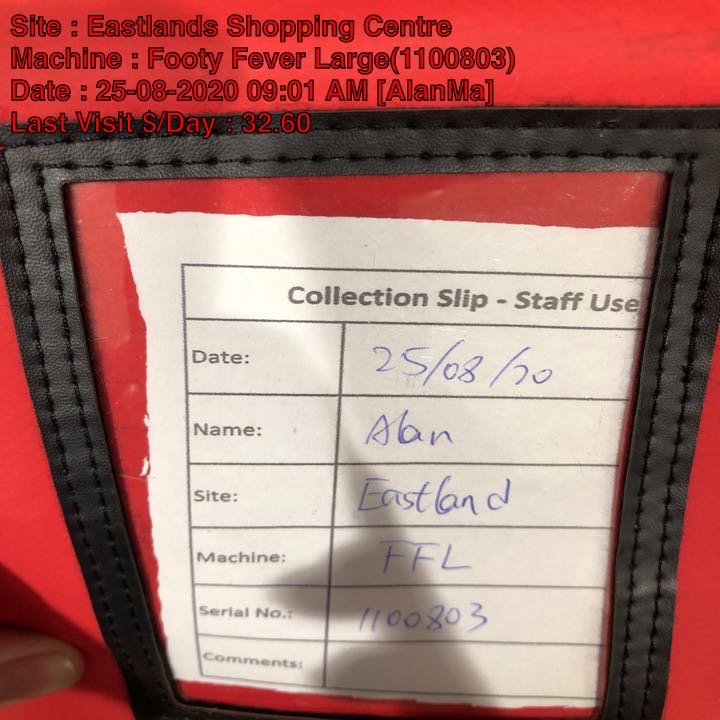 Site : Eastlands Shopping Centre
Machine : Footy Fever Large(1100803)
Date : 25-08-2020 09:01 AM [AlanMa]
Last Visit $/Day : 32.60
Collection Slip - Staff Use
Date: 25/08/20
Name: Alan
Site: Eastland
Machine: FFL
Serial No.: 1100803
Comments: